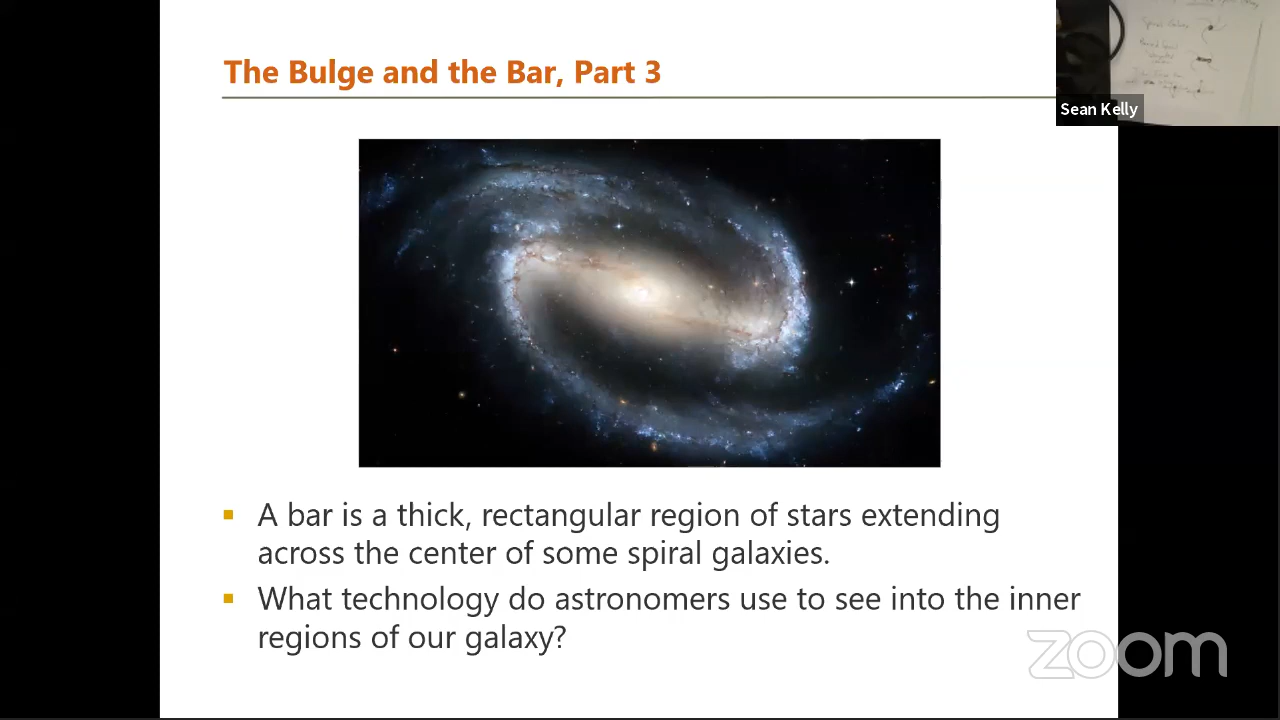 The Bulge and the Bar, Part 3
Sean Kelly
A bar is a thick, rectangular region of stars extending
across the center of some spiral galaxies.
What technology do astronomers use to see into the inner
regions of our galaxy?
zoom